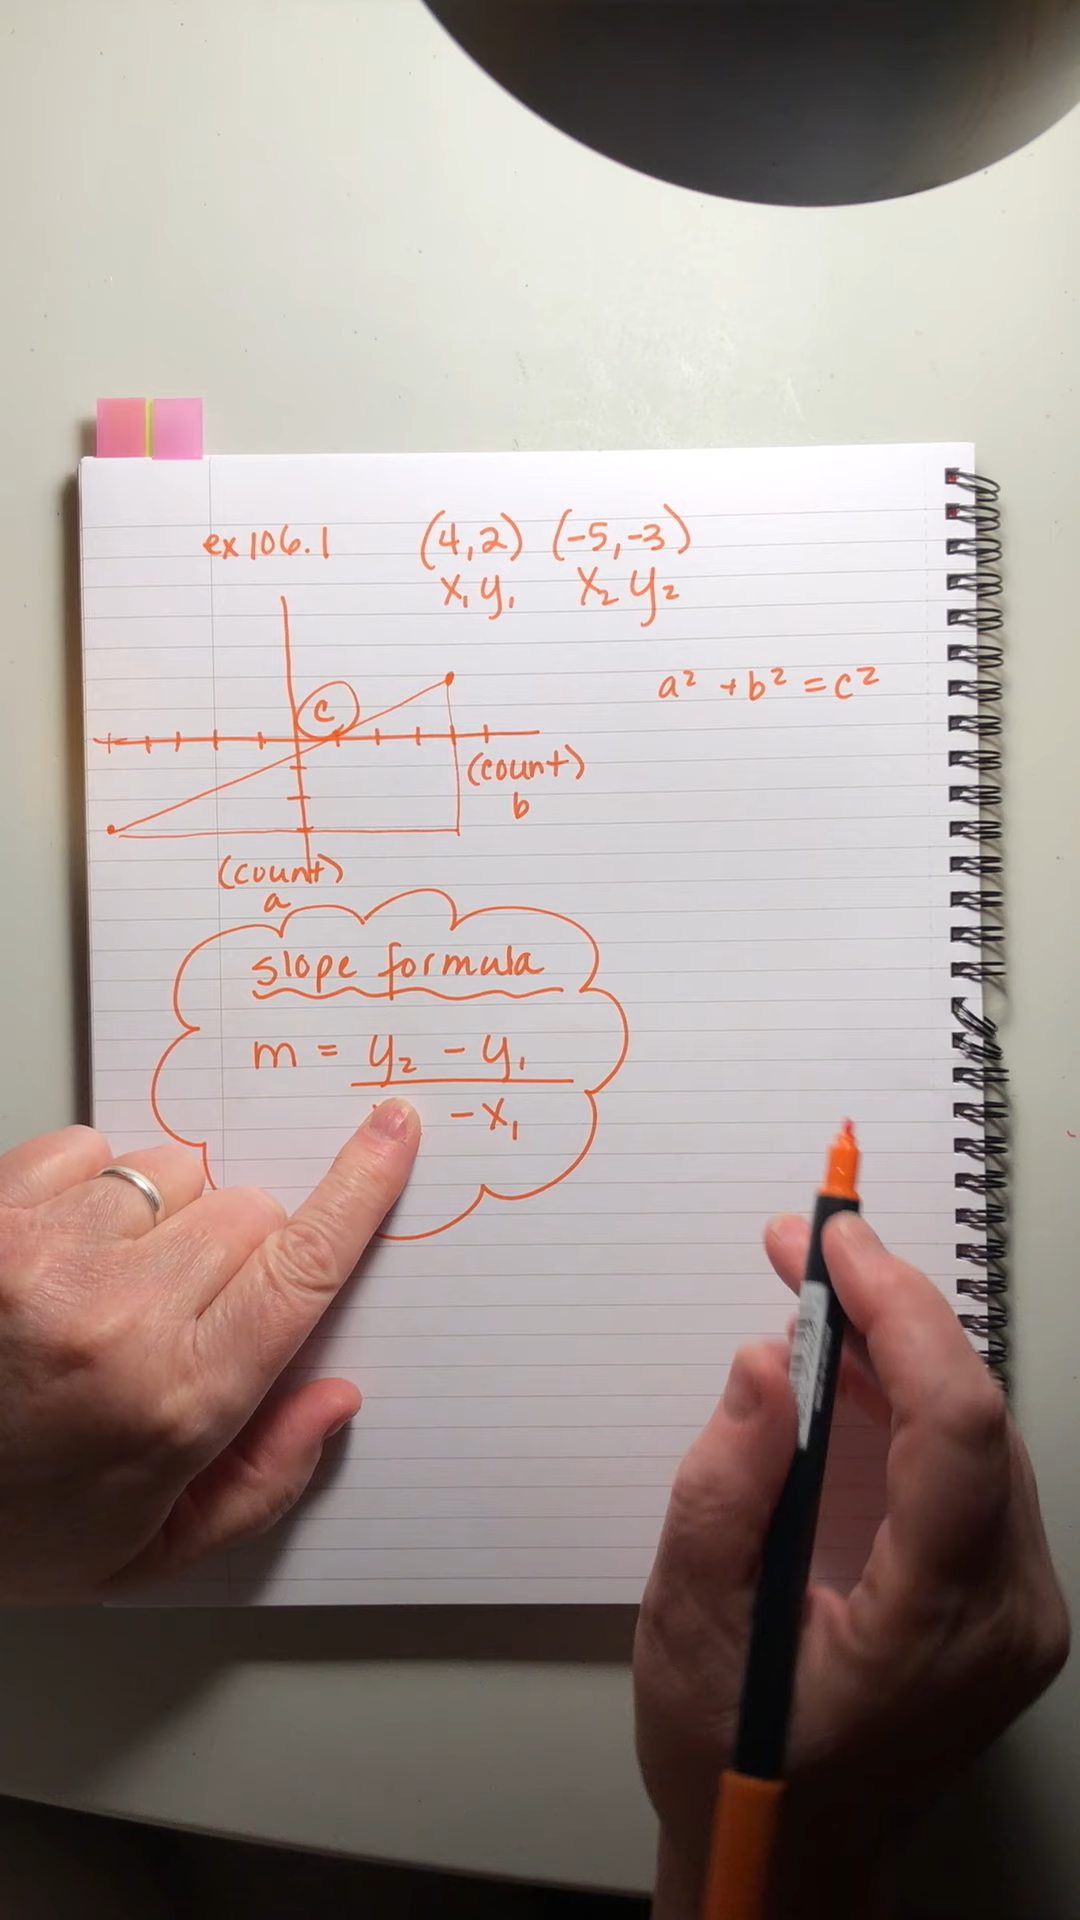 ex 106.1 (4,2) (-5,-3)
x₁ y₁ x₂ y₂
a² + b² = c²
c
(count)
b
(count)
a
slope formula
m = y₂ - y₁
- x₁